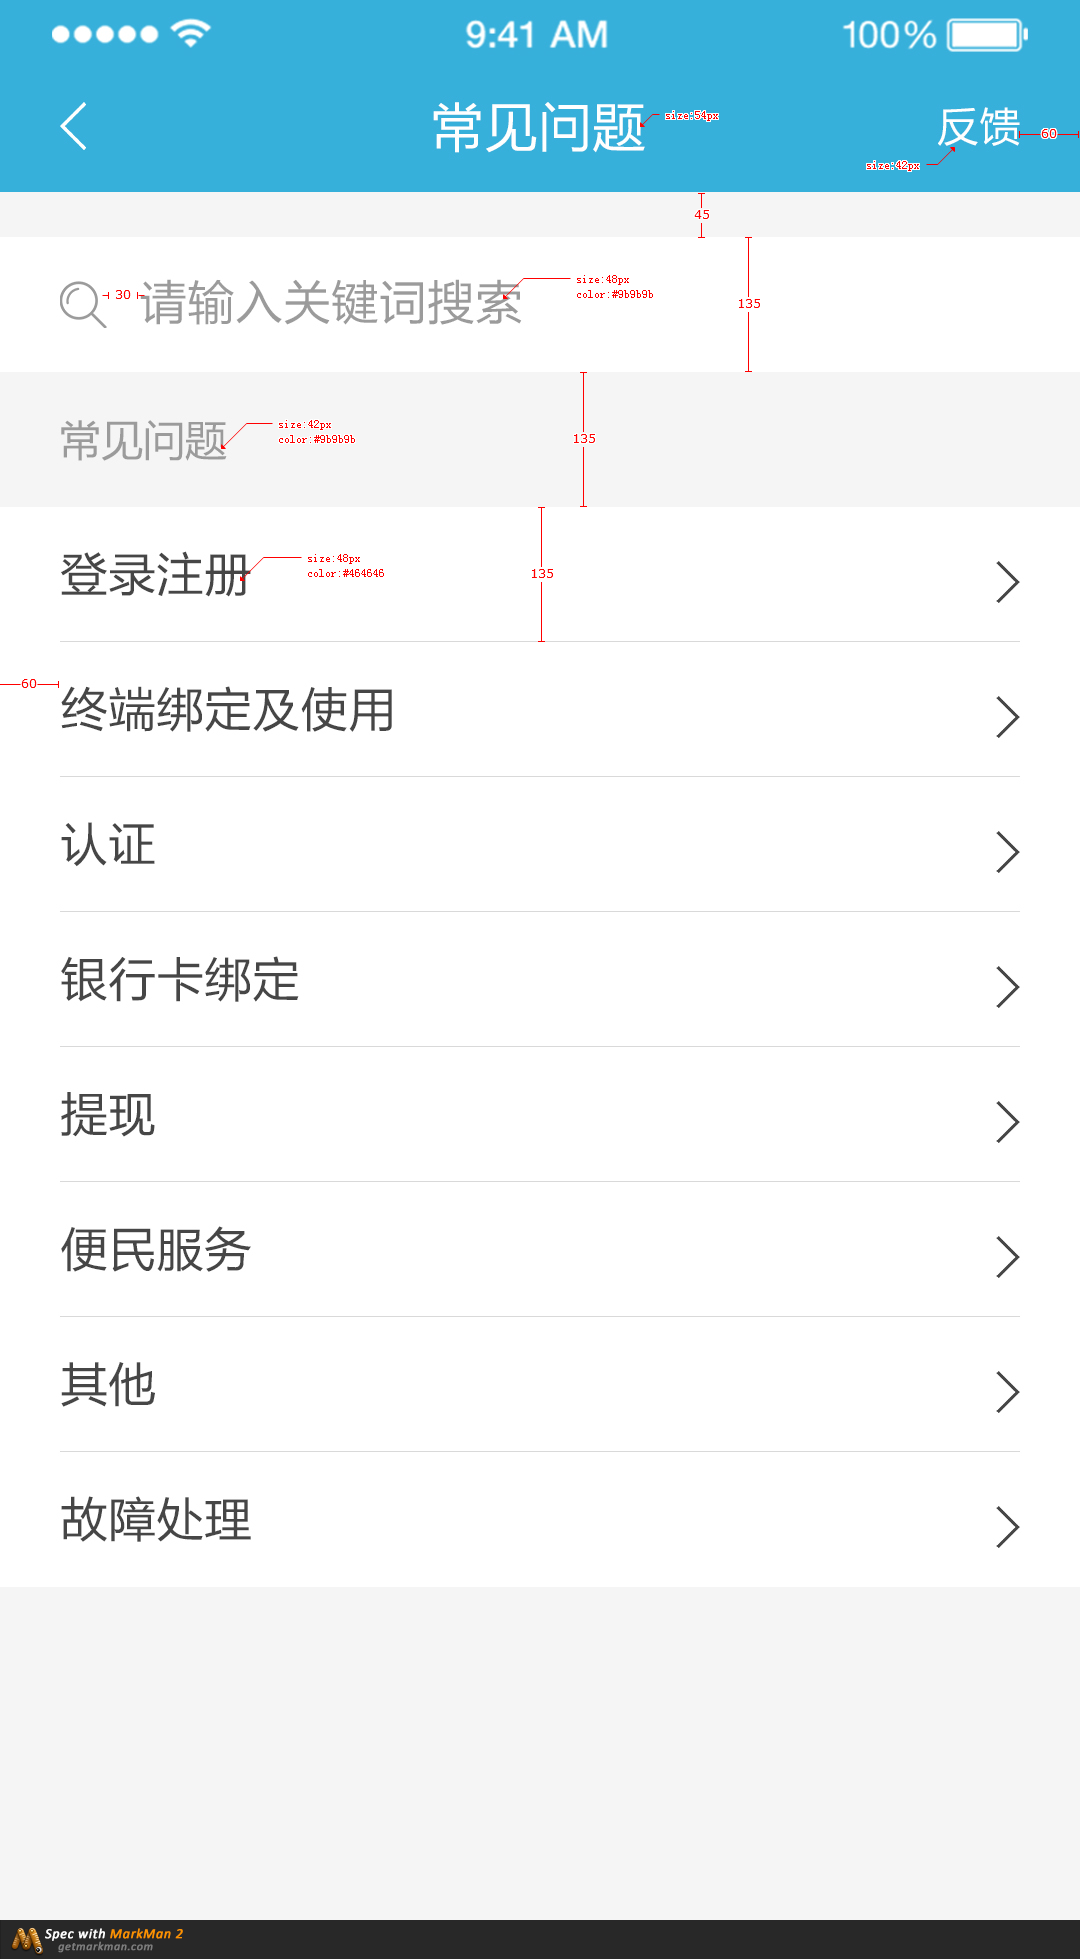 9:41 AM 100%
常见问题 size:54px
反馈 60
size:42px
45
30 请输入关键词搜索 size:48px
color:#9b9b9b
135
常见问题 size:42px
color:#9b9b9b
135
登录注册 size:48px
color:#464646
135
60
终端绑定及使用
认证
银行卡绑定
提现
便民服务
其他
故障处理
Spec with MarkMan 2
getmarkman.com